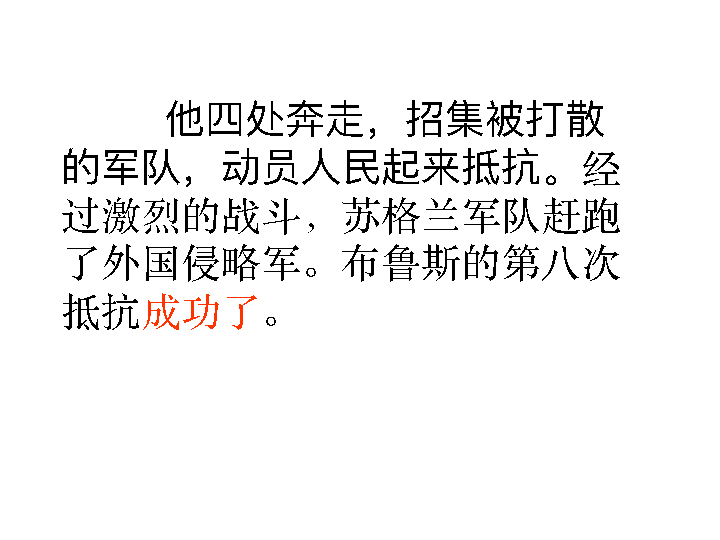 他四处奔走，招集被打散
的军队，动员人民起来抵抗。经
过激烈的战斗，苏格兰军队赶跑
了外国侵略军。布鲁斯的第八次
抵抗成功了。